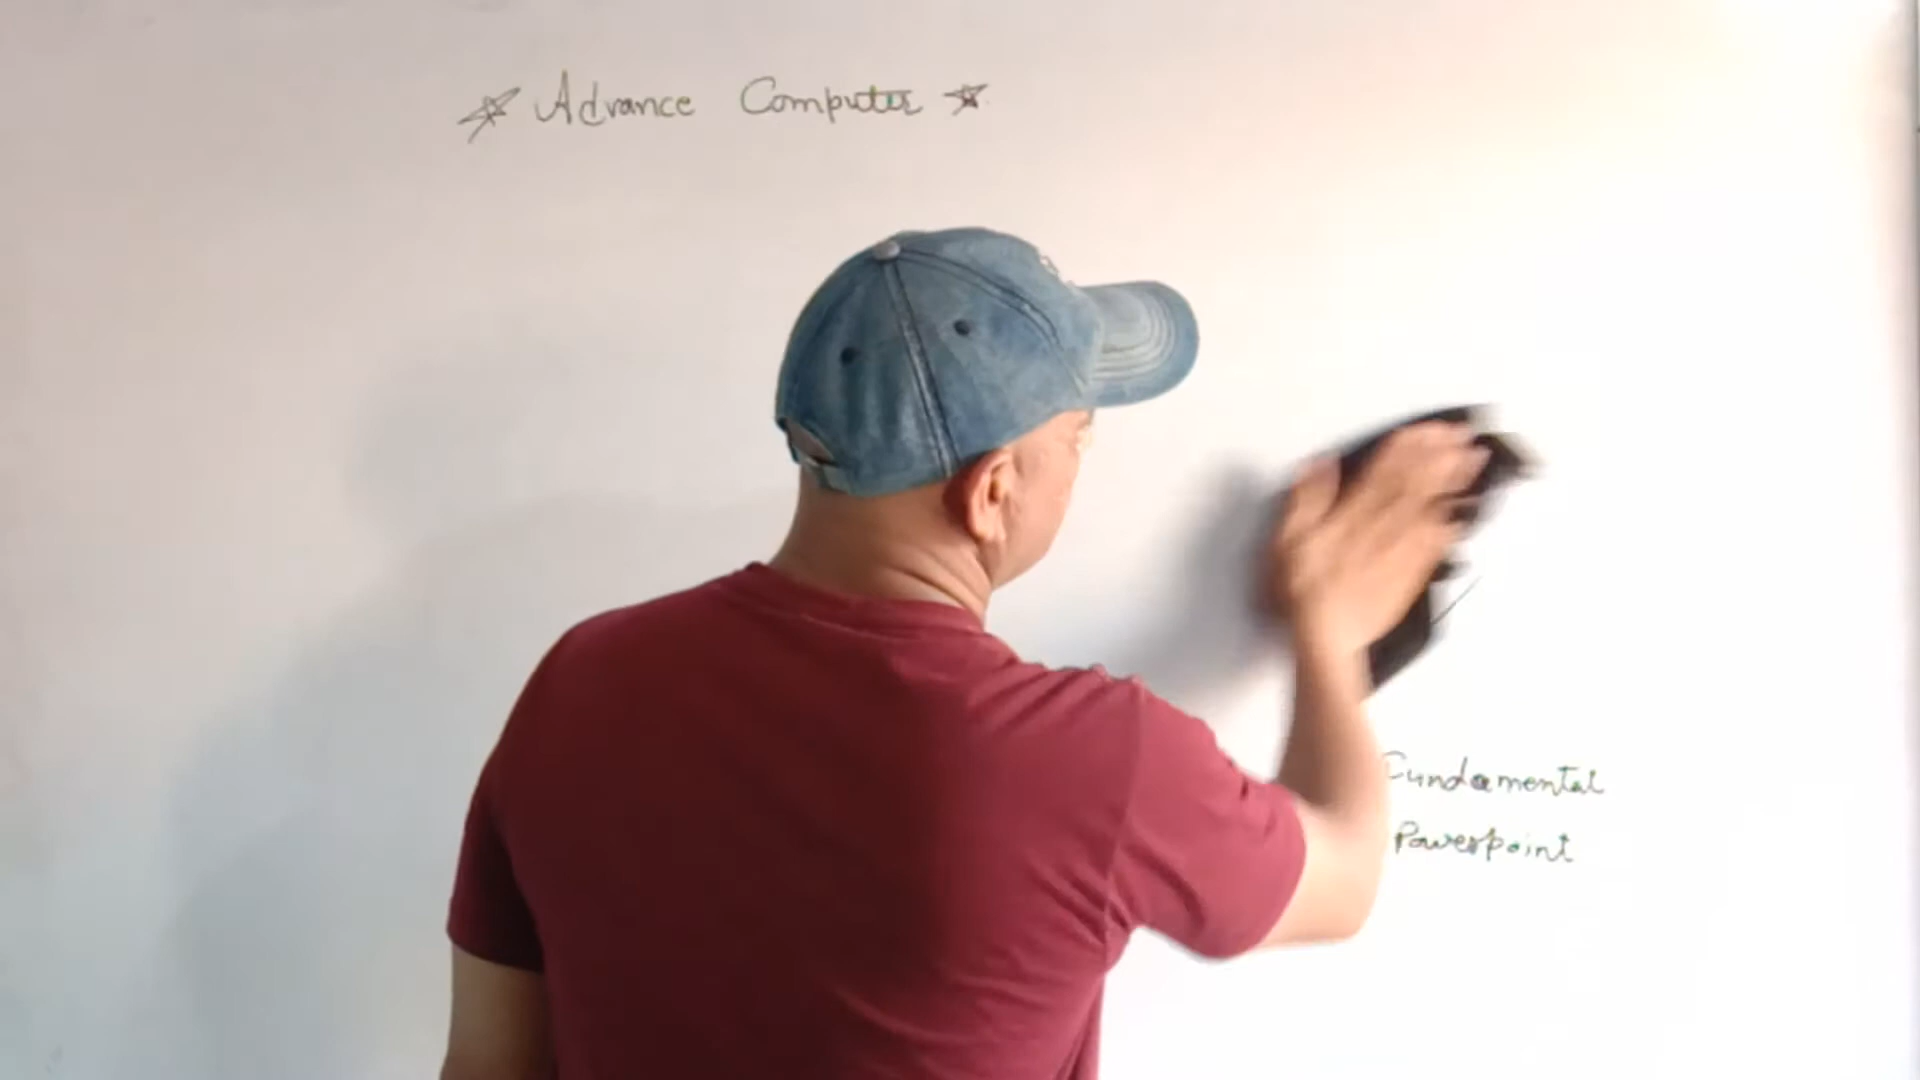 ☆ Advance Computer ☆
Fundamental
Powerpoint